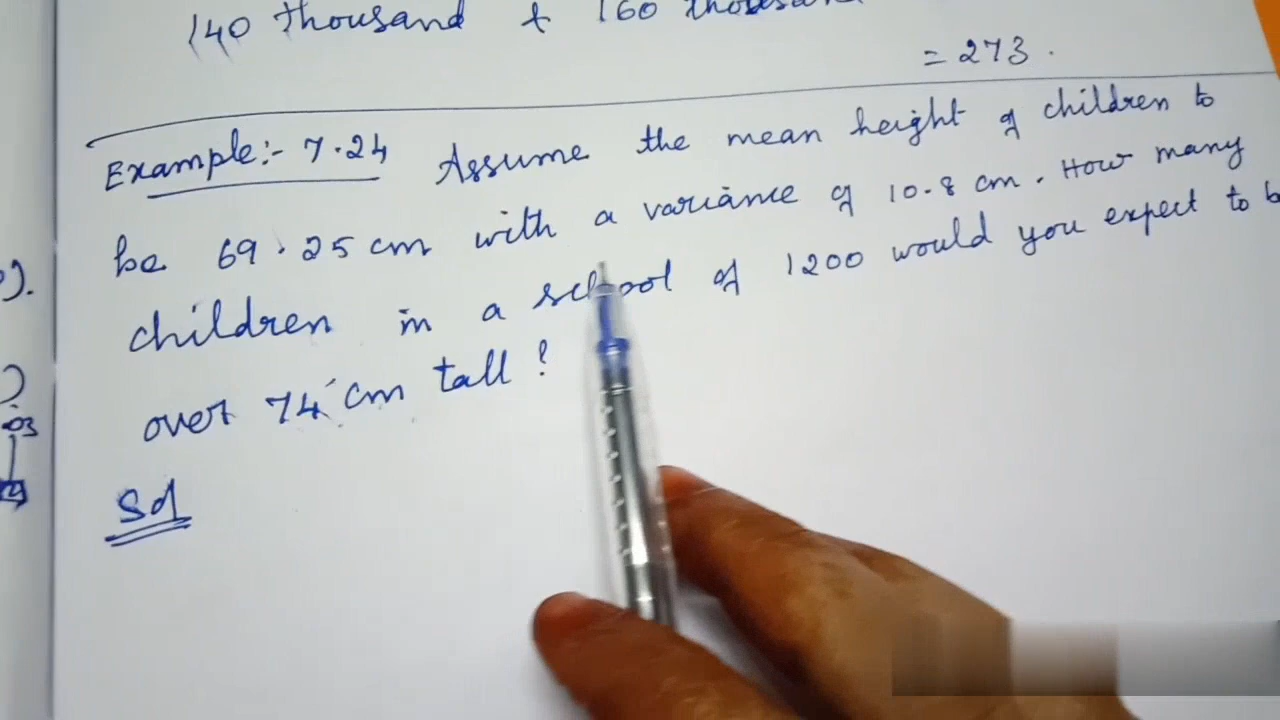 140 thousand + 160 thousand
= 273.
Example:- 7.24 Assume the mean height of children to
be 69.25 cm with a variance of 10.8 cm. How many
children in a school of 1200 would you expect to be
over 74 cm tall?
Sol